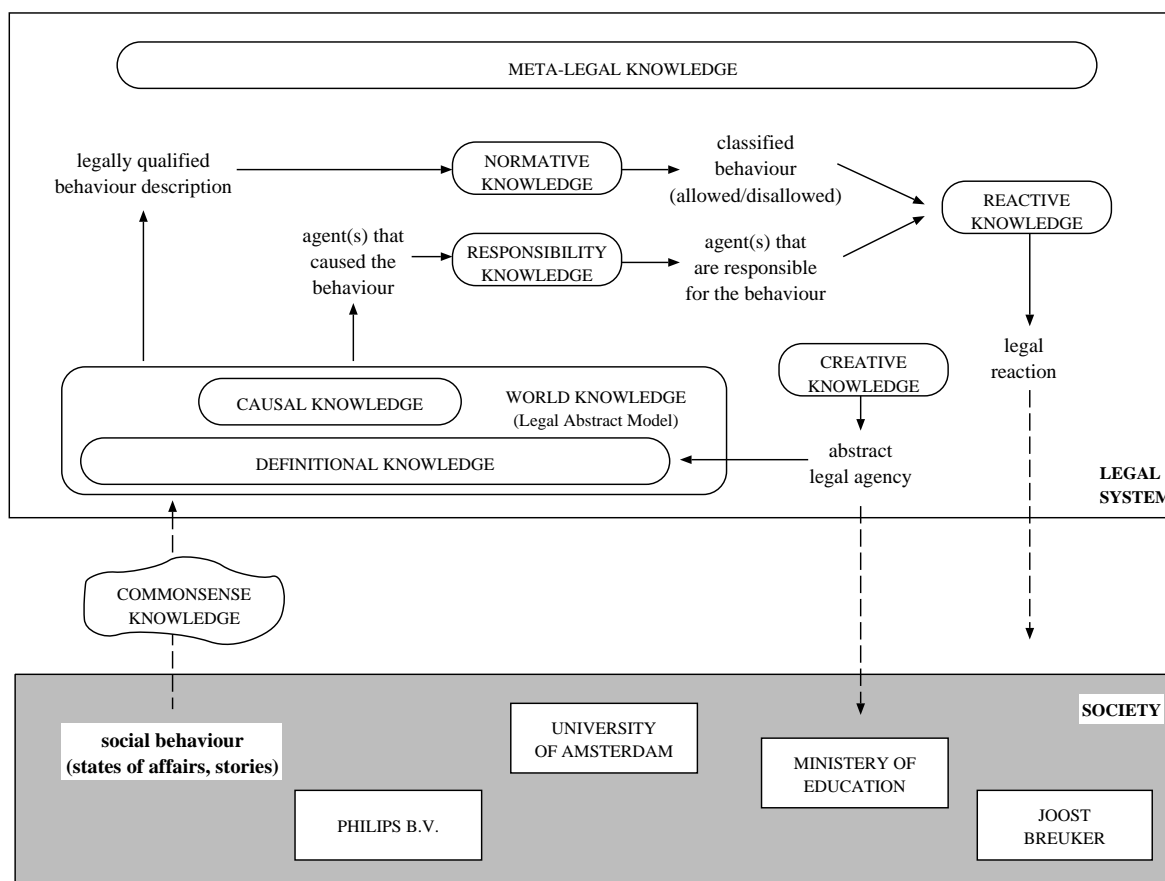 META-LEGAL KNOWLEDGE
legally qualified
behaviour description
NORMATIVE
KNOWLEDGE
classified
behaviour
(allowed/disallowed)
REACTIVE
KNOWLEDGE
agent(s) that
caused the
behaviour
RESPONSIBILITY
KNOWLEDGE
agent(s) that
are responsible
for the behaviour
legal
reaction
CREATIVE
KNOWLEDGE
CAUSAL KNOWLEDGE
WORLD KNOWLEDGE
(Legal Abstract Model)
DEFINITIONAL KNOWLEDGE
abstract
legal agency
LEGAL
SYSTEM
COMMONSENSE
KNOWLEDGE
SOCIETY
social behaviour
(states of affairs, stories)
UNIVERSITY
OF AMSTERDAM
MINISTERY OF
EDUCATION
PHILIPS B.V.
JOOST
BREUKER